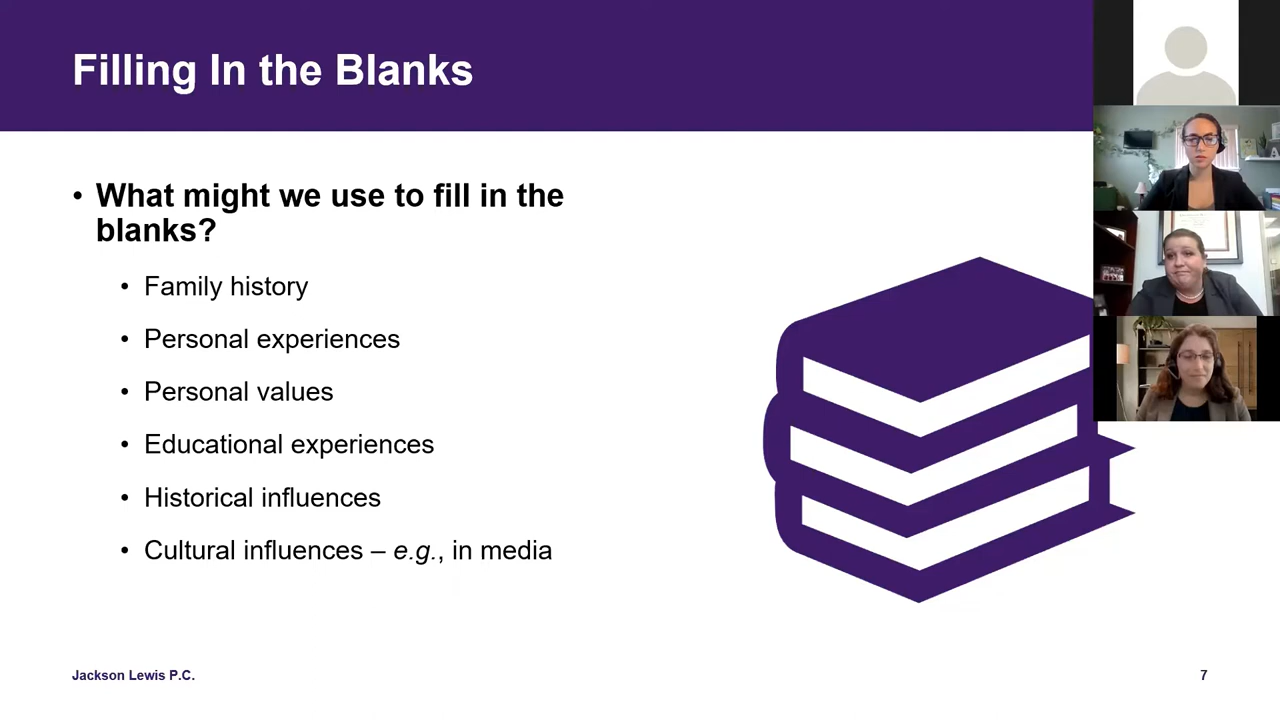 Filling In the Blanks
• What might we use to fill in the
blanks?
• Family history
• Personal experiences
• Personal values
• Educational experiences
• Historical influences
• Cultural influences – e.g., in media
Jackson Lewis P.C.
7